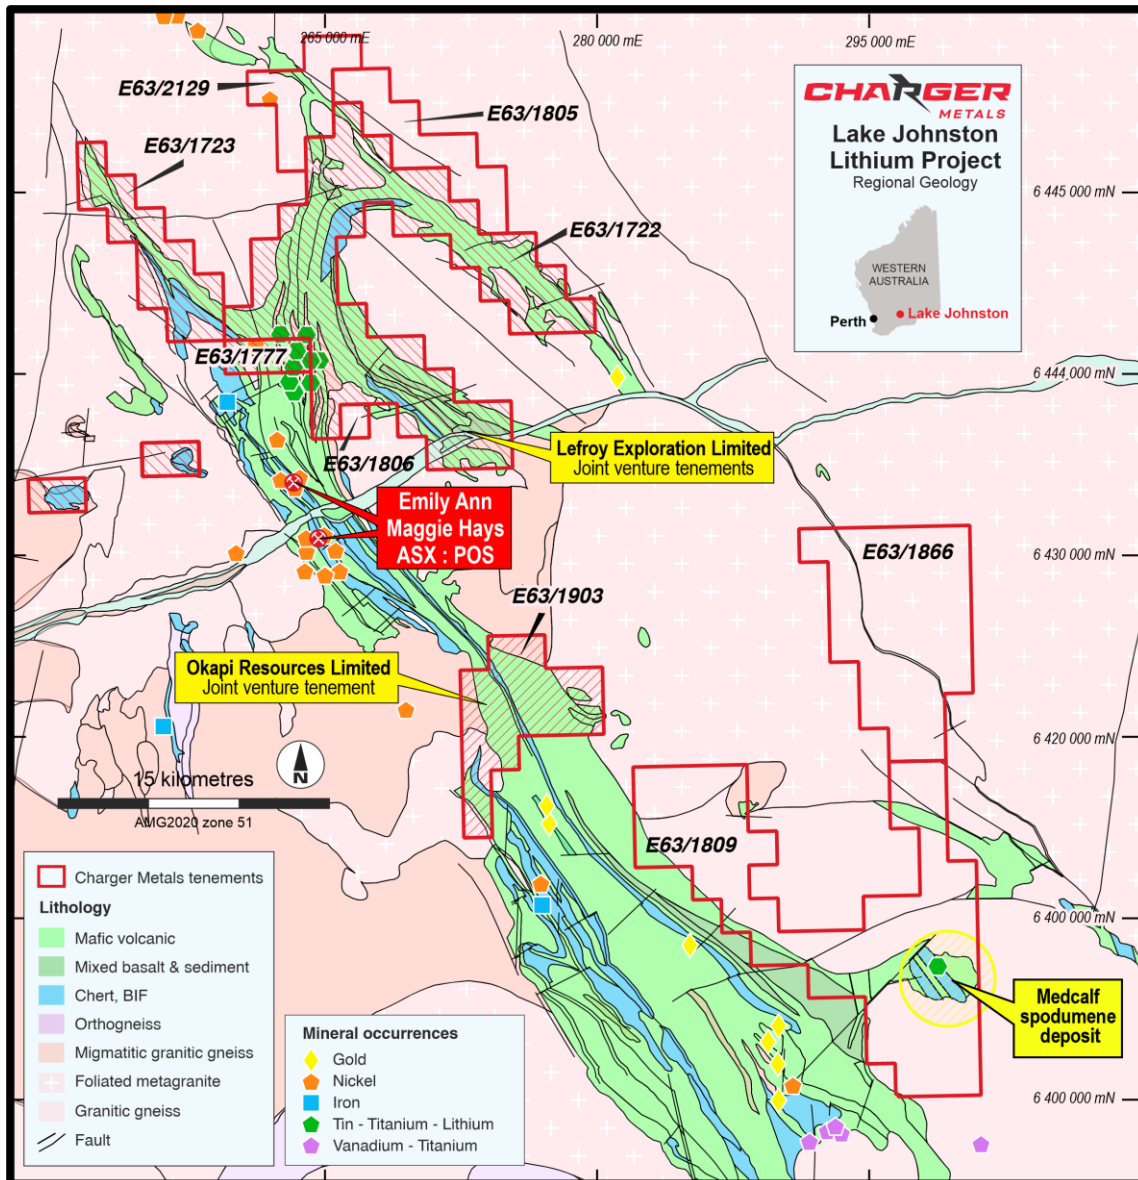 265 000 mE
280 000 mE
295 000 mE
E63/2129
E63/1805
E63/1723
E63/1722
CHARGER
METALS
Lake Johnston
Lithium Project
Regional Geology
WESTERN
AUSTRALIA
Perth
Lake Johnston
6 445 000 mN
E63/1777
6 444 000 mN
Lefroy Exploration Limited
Joint venture tenements
E63/1806
Emily Ann
Maggie Hays
ASX : POS
E63/1866
6 430 000 mN
E63/1903
Okapi Resources Limited
Joint venture tenement
6 420 000 mN
N
15 kilometres
AMG2020 zone 51
E63/1809
6 400 000 mN
Medcalf
spodumene
deposit
6 400 000 mN
Charger Metals tenements
Lithology
Mafic volcanic
Mixed basalt & sediment
Chert, BIF
Orthogneiss
Migmatitic granitic gneiss
Foliated metagranite
Granitic gneiss
Fault
Mineral occurrences
Gold
Nickel
Iron
Tin - Titanium - Lithium
Vanadium - Titanium